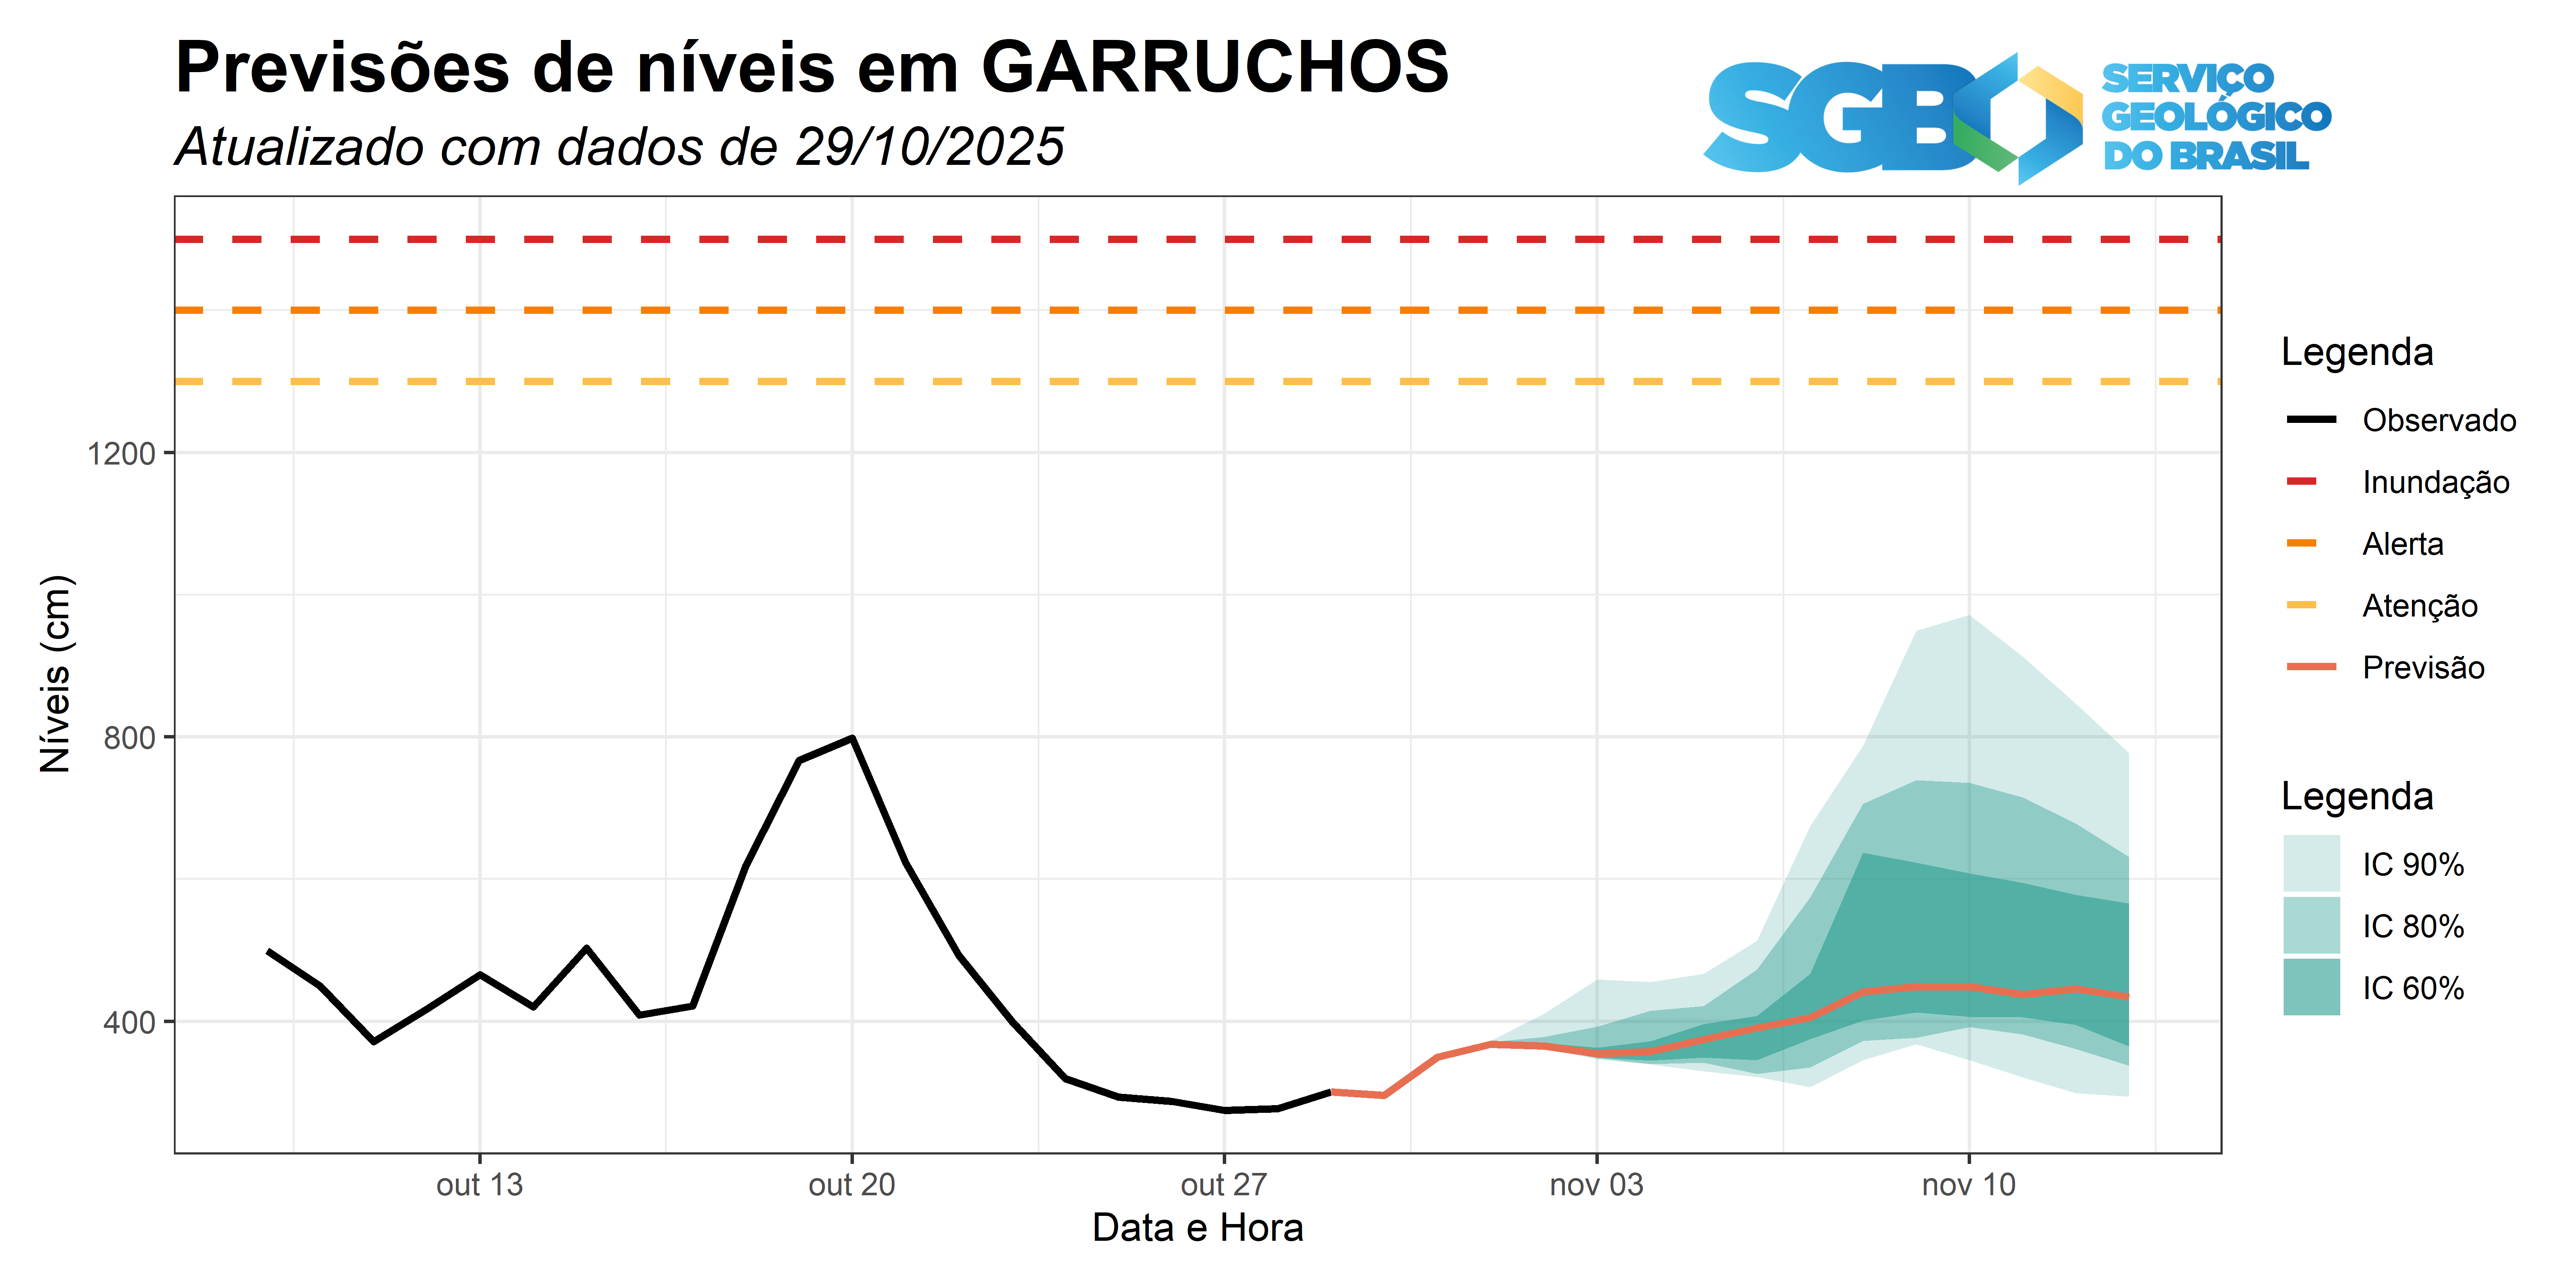 Previsões de níveis em GARRUCHOS
Atualizado com dados de 29/10/2025
SGB
SERVIÇO
GEOLÓGICO
DO BRASIL
Níveis (cm)
1200
800
400
out 13
out 20
out 27
nov 03
nov 10
Data e Hora
Legenda
Observado
Inundação
Alerta
Atenção
Previsão
Legenda
IC 90%
IC 80%
IC 60%